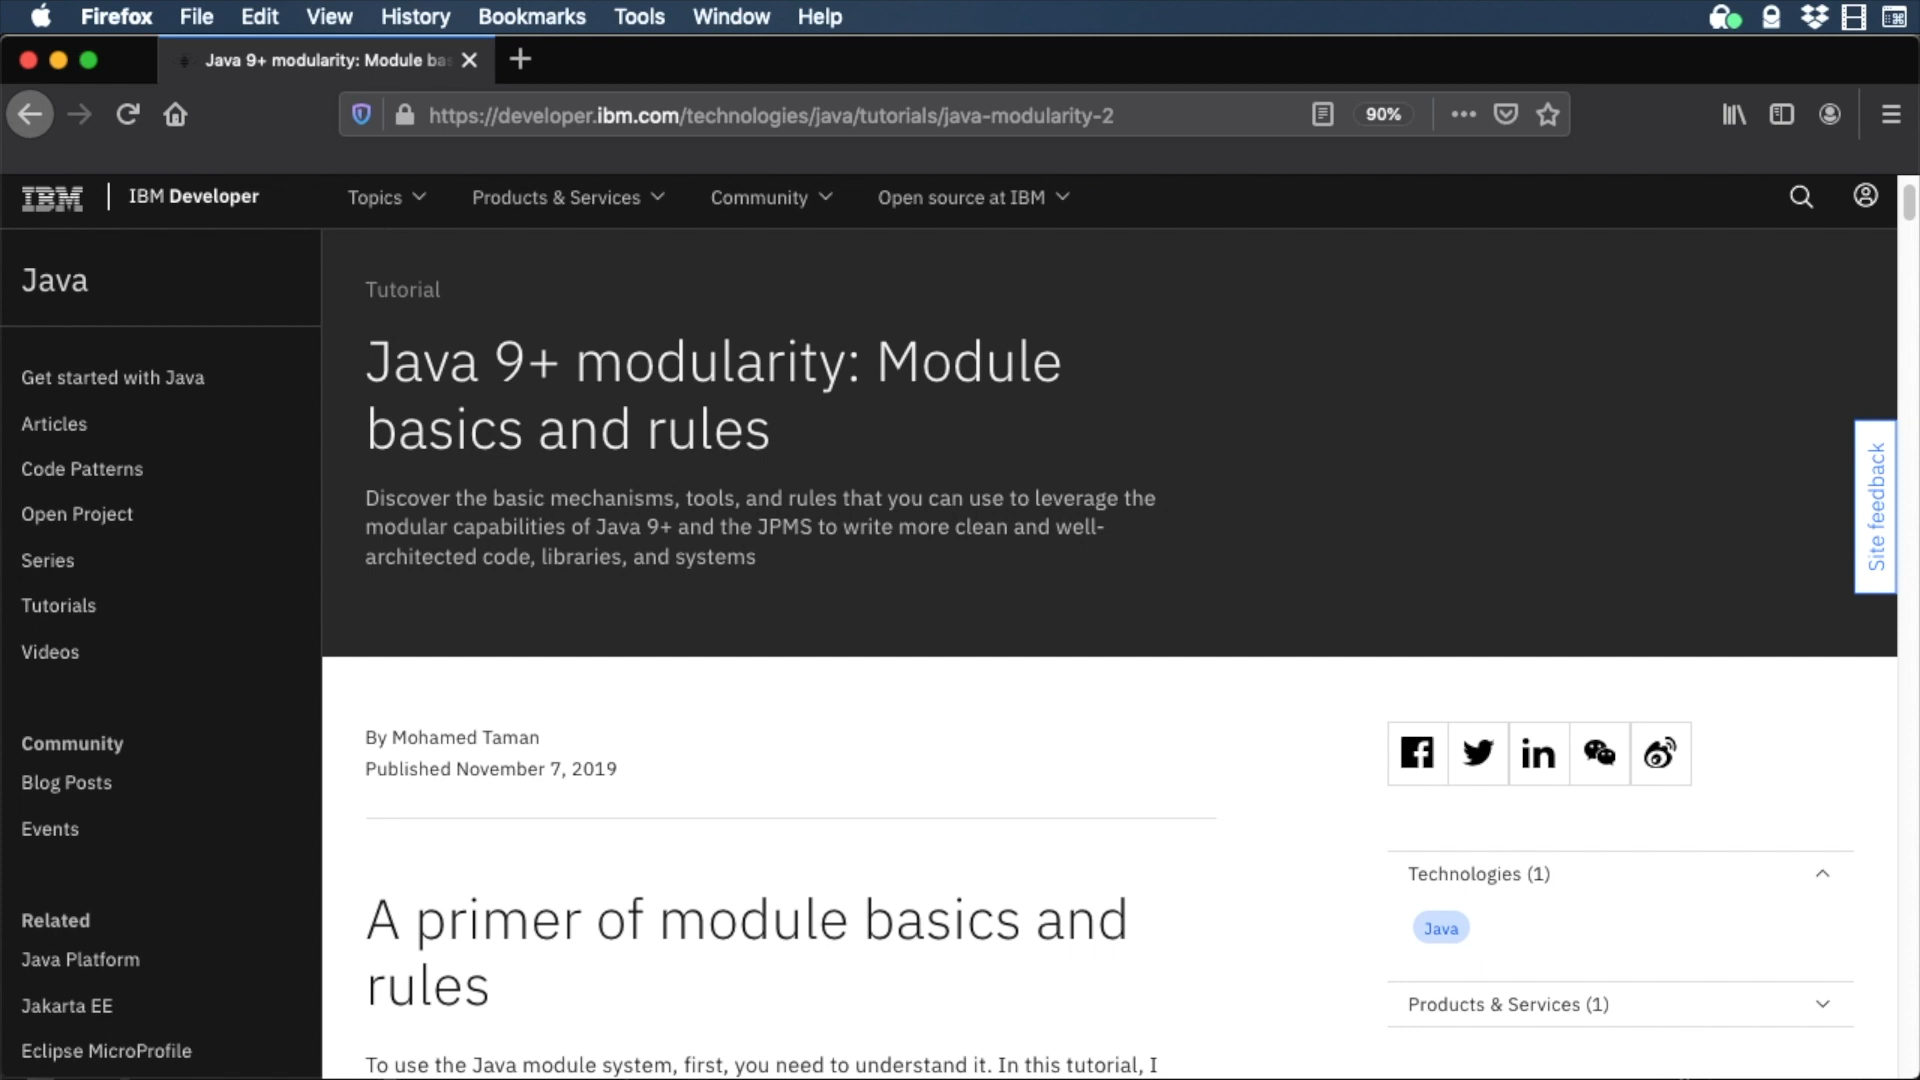 Firefox File Edit View History Bookmarks Tools Window Help
Java 9+ modularity: Module ba
https://developer.ibm.com/technologies/java/tutorials/java-modularity-2 90%
IBM IBM Developer Topics Products & Services Community Open source at IBM
Java
Get started with Java
Articles
Code Patterns
Open Project
Series
Tutorials
Videos
Community
Blog Posts
Events
Related
Java Platform
Jakarta EE
Eclipse MicroProfile
Tutorial
Java 9+ modularity: Module
basics and rules
Discover the basic mechanisms, tools, and rules that you can use to leverage the
modular capabilities of Java 9+ and the JPMS to write more clean and well-
architected code, libraries, and systems
Site feedback
By Mohamed Taman
Published November 7, 2019
A primer of module basics and
rules
To use the Java module system, first, you need to understand it. In this tutorial, I
Technologies (1)
Java
Products & Services (1)